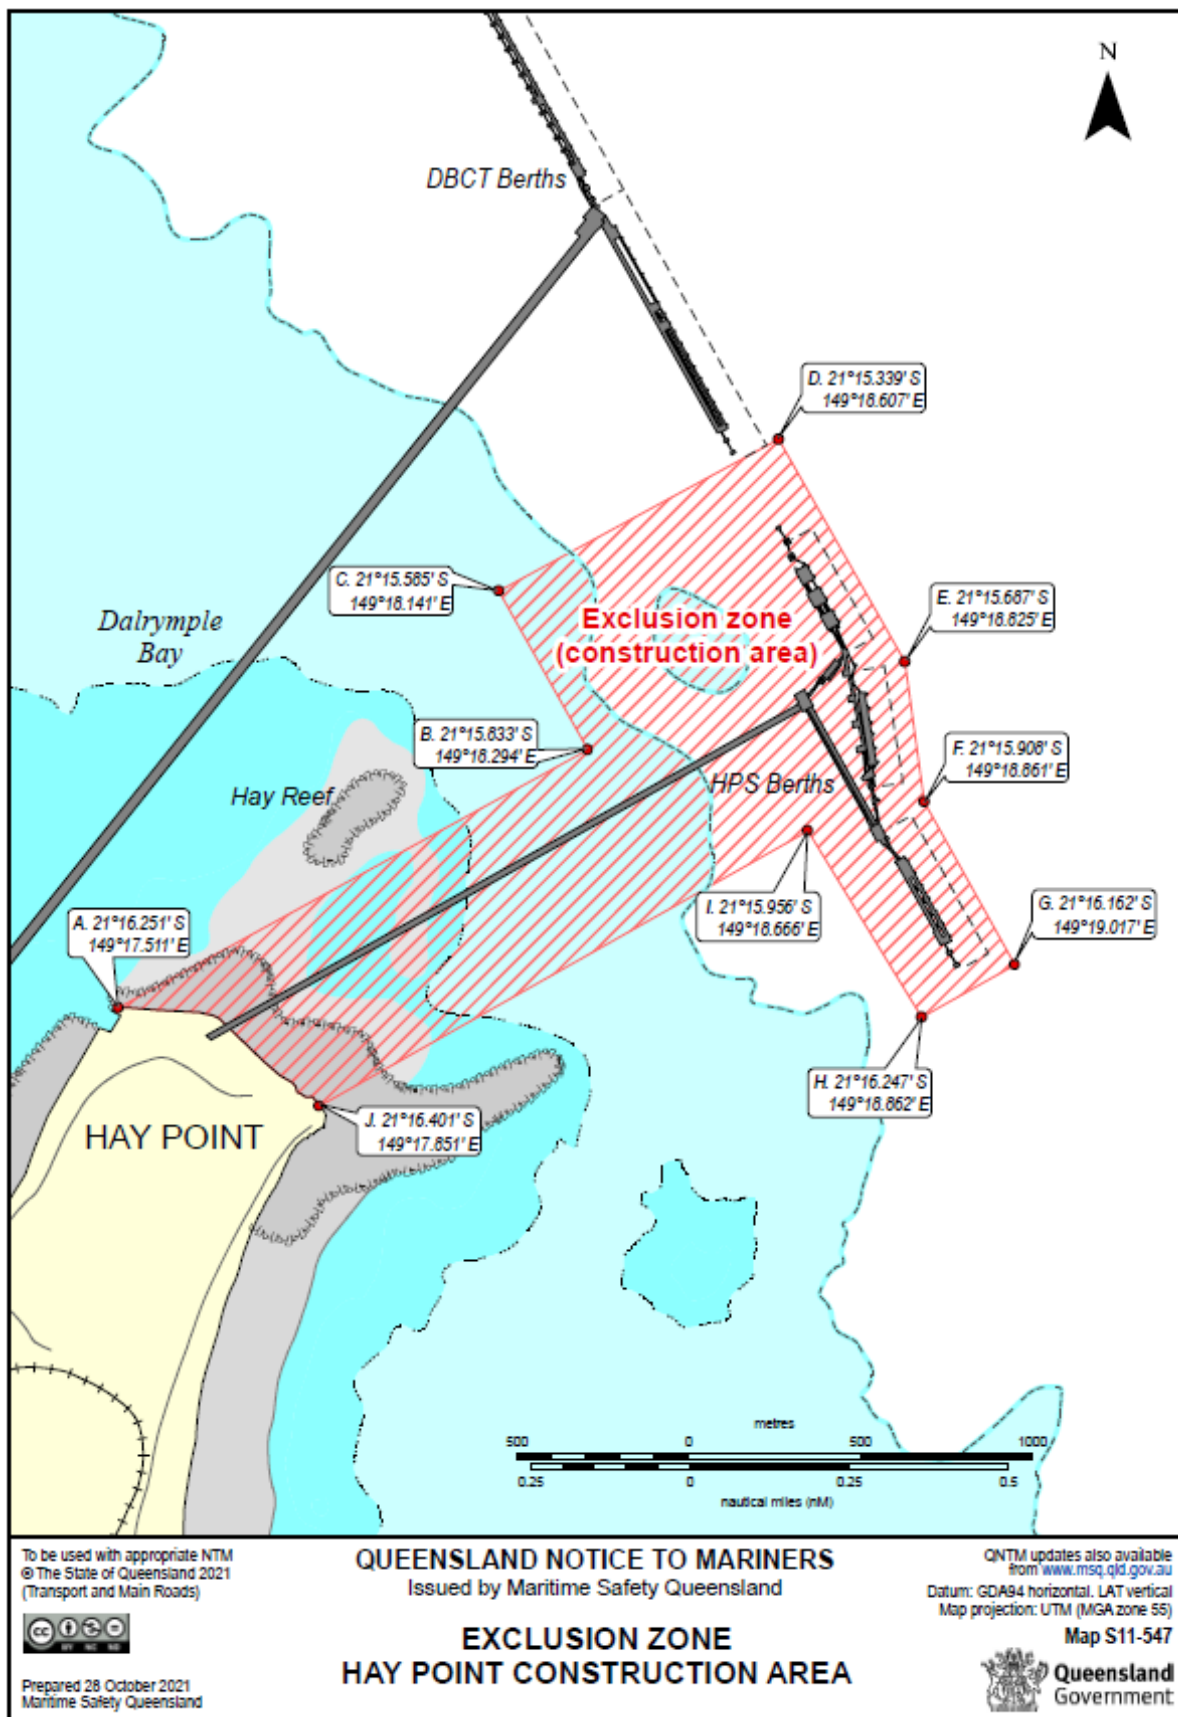 N
DBCT Berths
D. 21°15.339' S
149°18.607' E
C. 21°15.585' S
149°18.141' E
Exclusion zone
(construction area)
E. 21°15.687' S
149°18.825' E
Dalrymple
Bay
B. 21°15.833' S
149°18.294' E
F. 21°15.908' S
149°18.861' E
Hay Reef
HPS Berths
I. 21°15.956' S
149°18.666' E
G. 21°16.162' S
149°19.017' E
A. 21°16.251' S
149°17.511' E
H. 21°16.247' S
149°18.862' E
J. 21°16.401' S
149°17.851' E
HAY POINT
metres
500 0 500 1000
0.25 0 0.25 0.5
nautical miles (nM)
To be used with appropriate NTM
© The State of Queensland 2021
(Transport and Main Roads)
cc
BY NC ND
Prepared 28 October 2021
Maritime Safety Queensland
QUEENSLAND NOTICE TO MARINERS
Issued by Maritime Safety Queensland
EXCLUSION ZONE
HAY POINT CONSTRUCTION AREA
QNTM updates also available
from www.msq.qld.gov.au
Datum: GDA94 horizontal. LAT vertical
Map projection: UTM (MGA zone 55)
Map S11-547
Queensland
Government